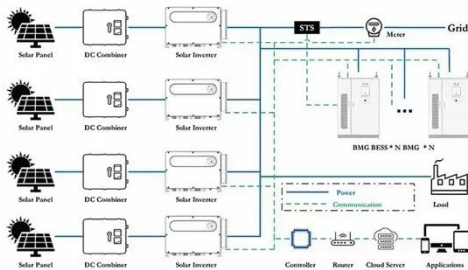 STS
Meter
Grid
Solar Panel DC Combiner Solar Inverter
Solar Panel DC Combiner Solar Inverter
BMG BESS * N BMG * N
Solar Panel DC Combiner Solar Inverter
Power
Communication
Load
Solar Panel DC Combiner Solar Inverter
Controller Router Cloud Server Applications